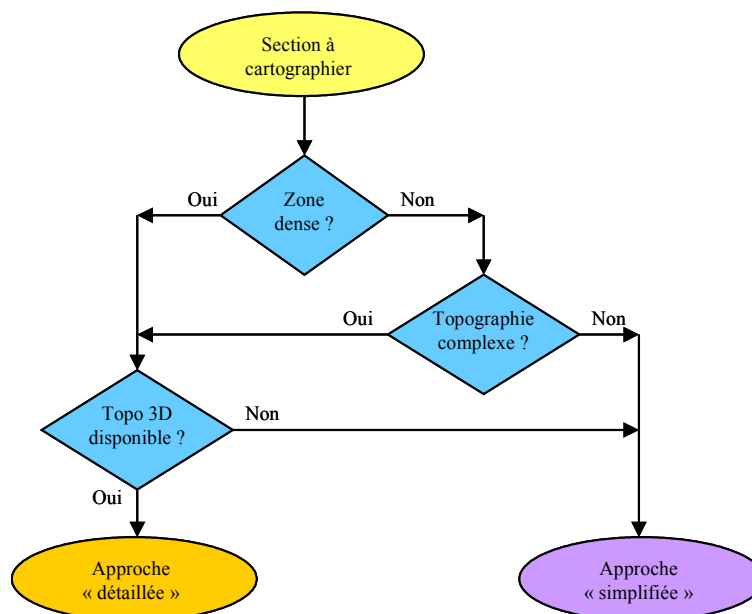 Section à
cartographier
Zone
dense ?
Oui
Non
Topographie
complexe ?
Oui
Non
Topo 3D
disponible ?
Non
Oui
Approche
« détaillée »
Approche
« simplifiée »